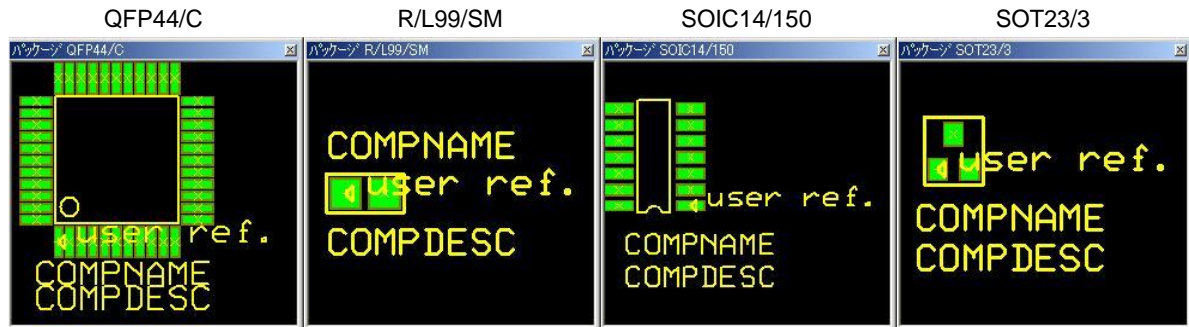 QFP44/C
R/L99/SM
SOIC14/150
SOT23/3
パッケージ QFP44/C
パッケージ R/L99/SM
パッケージ SOIC14/150
パッケージ SOT23/3
user ref.
COMPNAME
COMPDESC
COMPNAME
user ref.
COMPDESC
user ref.
COMPNAME
COMPDESC
user ref.
COMPNAME
COMPDESC